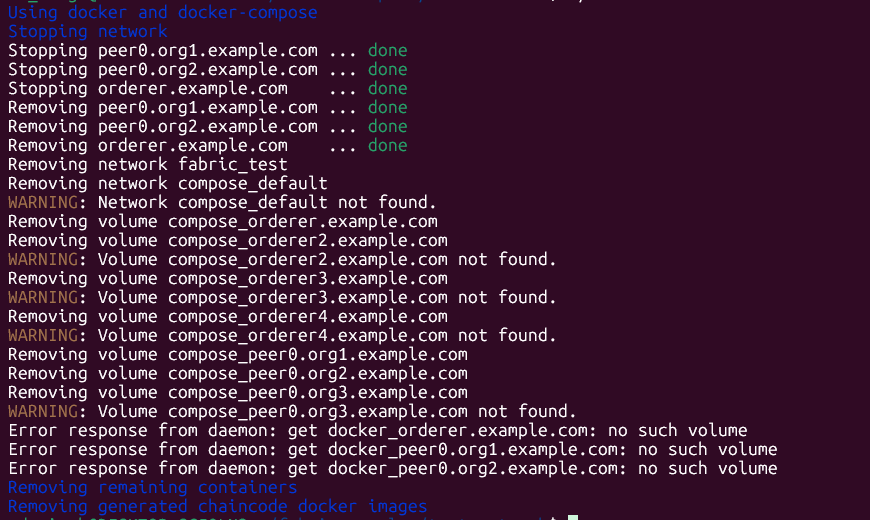 Using docker and docker-compose
Stopping network
Stopping peer0.org1.example.com ... done
Stopping peer0.org2.example.com ... done
Stopping orderer.example.com    ... done
Removing peer0.org1.example.com ... done
Removing peer0.org2.example.com ... done
Removing orderer.example.com    ... done
Removing network fabric_test
Removing network compose_default
WARNING: Network compose_default not found.
Removing volume compose_orderer.example.com
Removing volume compose_orderer2.example.com
WARNING: Volume compose_orderer2.example.com not found.
Removing volume compose_orderer3.example.com
WARNING: Volume compose_orderer3.example.com not found.
Removing volume compose_orderer4.example.com
WARNING: Volume compose_orderer4.example.com not found.
Removing volume compose_peer0.org1.example.com
Removing volume compose_peer0.org2.example.com
Removing volume compose_peer0.org3.example.com
WARNING: Volume compose_peer0.org3.example.com not found.
Error response from daemon: get docker_orderer.example.com: no such volume
Error response from daemon: get docker_peer0.org1.example.com: no such volume
Error response from daemon: get docker_peer0.org2.example.com: no such volume
Removing remaining containers
Removing generated chaincode docker images